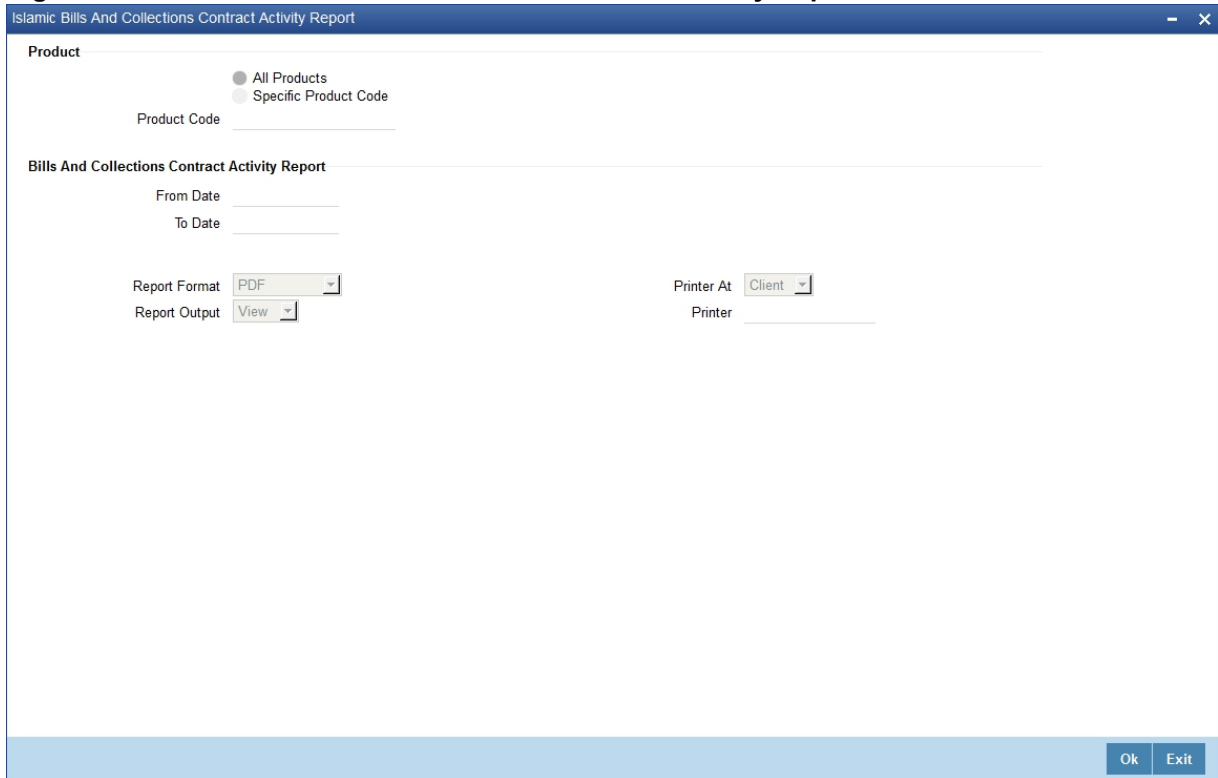 Islamic Bills And Collections Contract Activity Report
Product
All Products
Specific Product Code
Product Code
Bills And Collections Contract Activity Report
From Date
To Date
Report Format PDF Printer At Client
Report Output View Printer
Ok Exit